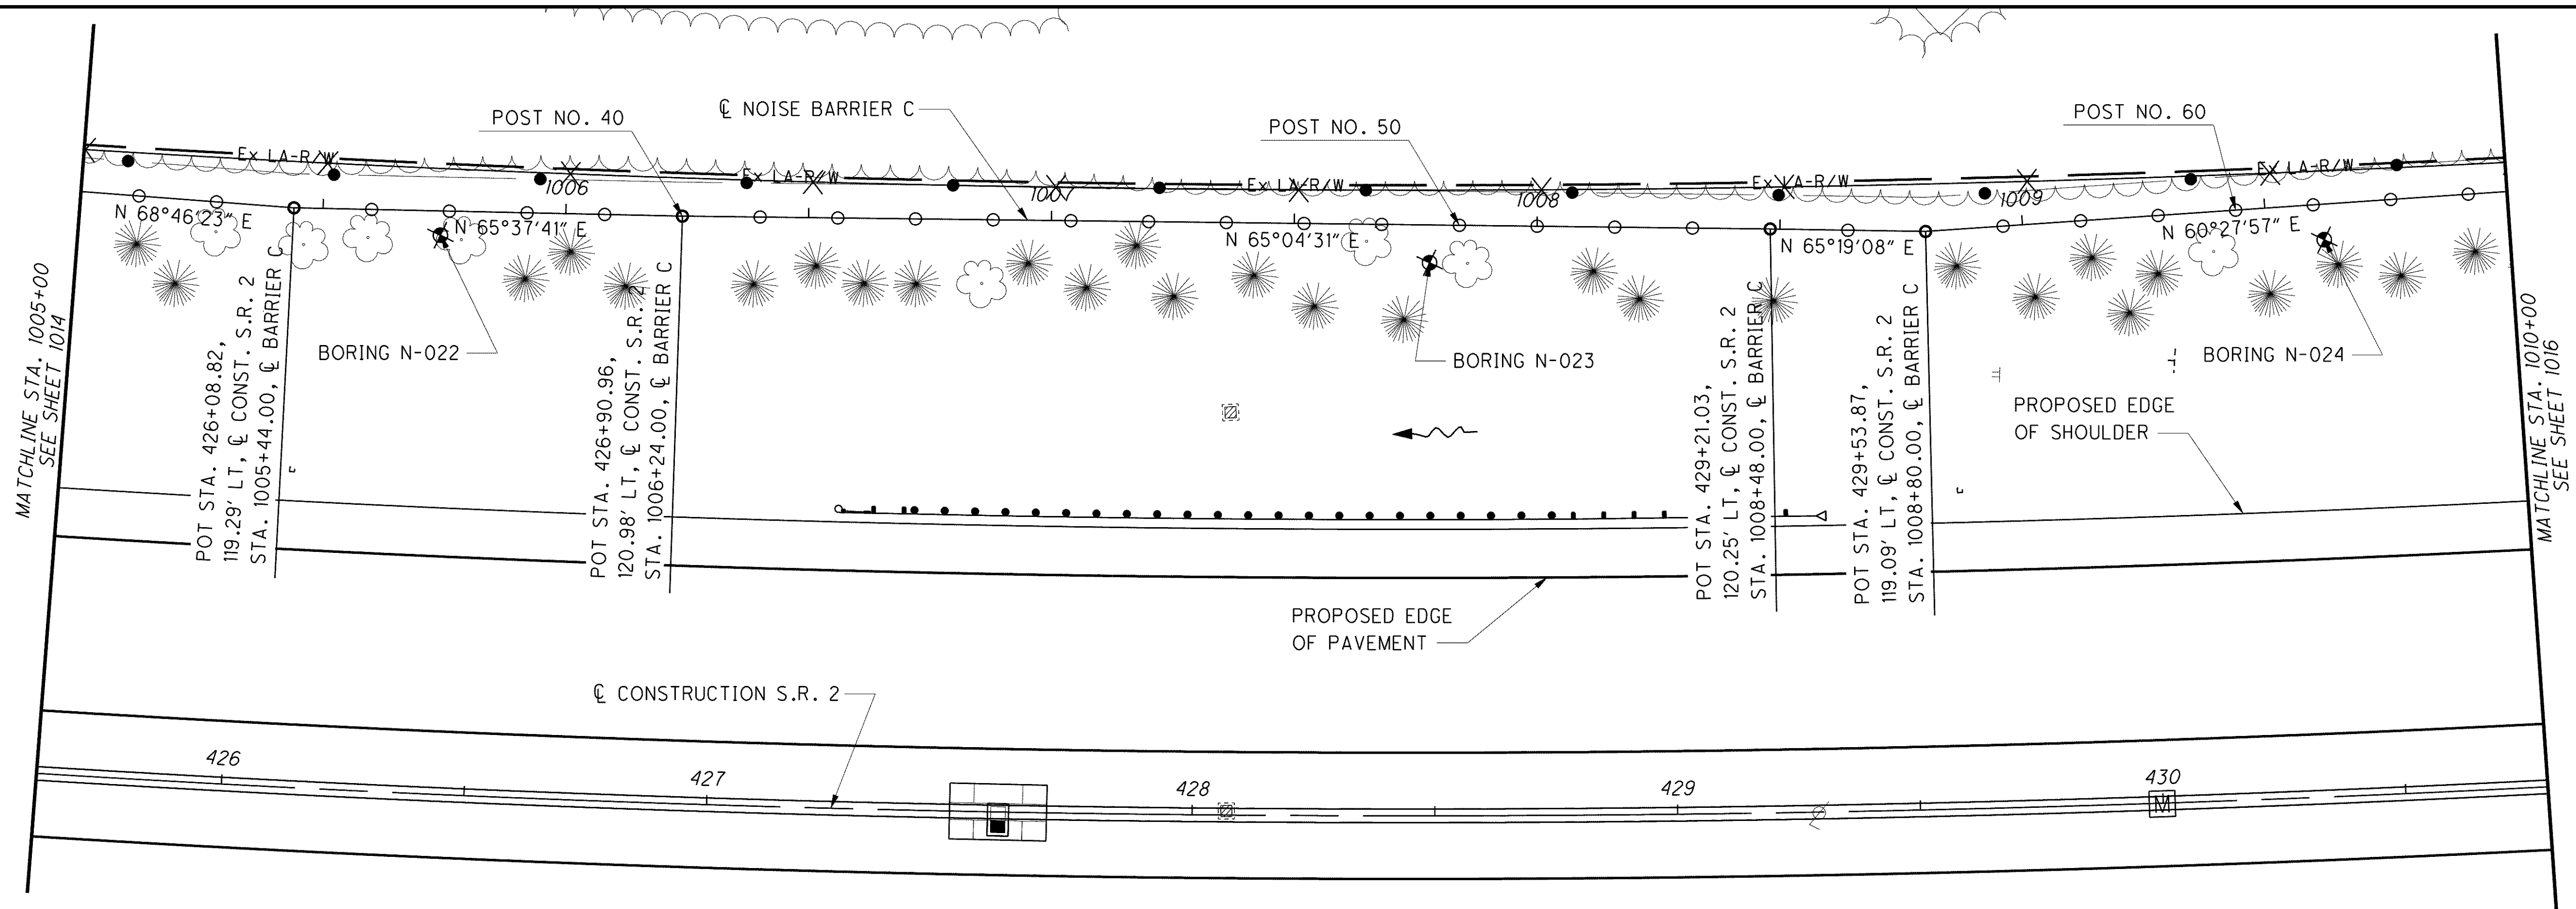 POST NO. 40
℄ NOISE BARRIER C
POST NO. 50
POST NO. 60
Ex LA-R/W
Ex LA-R/W
Ex LA-R/W
Ex LA-R/W
Ex LA-R/W
1006
1007
1008
1009
N 68°46'23" E
N 65°37'41" E
N 65°04'31" E
N 65°19'08" E
N 60°27'57" E
MATCHLINE STA. 1005+00
SEE SHEET 1014
BORING N-022
BORING N-023
BORING N-024
POT STA. 426+08.82,
119.29' LT, ℄ CONST. S.R. 2
STA. 1005+44.00, ℄ BARRIER C
POT STA. 426+90.96,
120.98' LT, ℄ CONST. S.R. 2
STA. 1006+24.00, ℄ BARRIER C
POT STA. 429+21.03,
120.25' LT, ℄ CONST. S.R. 2
STA. 1008+48.00, ℄ BARRIER C
POT STA. 429+53.87,
119.09' LT, ℄ CONST. S.R. 2
STA. 1008+80.00, ℄ BARRIER C
PROPOSED EDGE
OF SHOULDER
MATCHLINE STA. 1010+00
SEE SHEET 1016
PROPOSED EDGE
OF PAVEMENT
℄ CONSTRUCTION S.R. 2
426
427
428
429
430
M